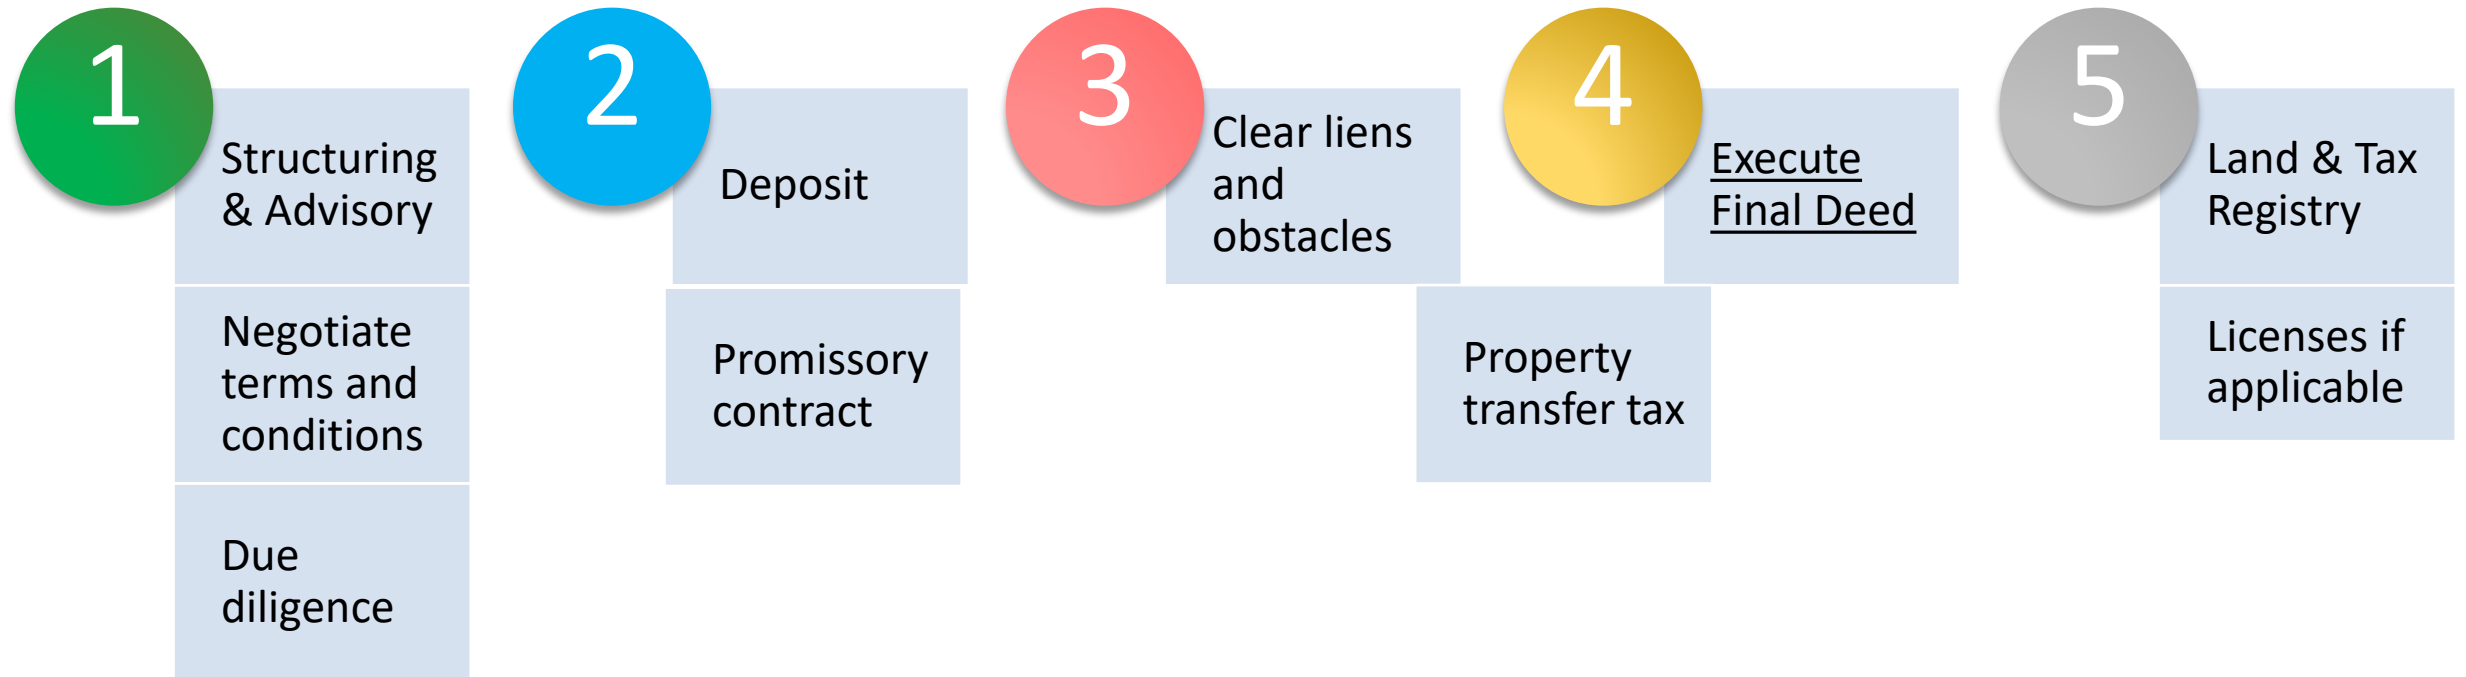 1
Structuring
& Advisory
Negotiate
terms and
conditions
Due
diligence
2
Deposit
Promissory
contract
3
Clear liens
and
obstacles
Property
transfer tax
4
Execute
Final Deed
5
Land & Tax
Registry
Licenses if
applicable